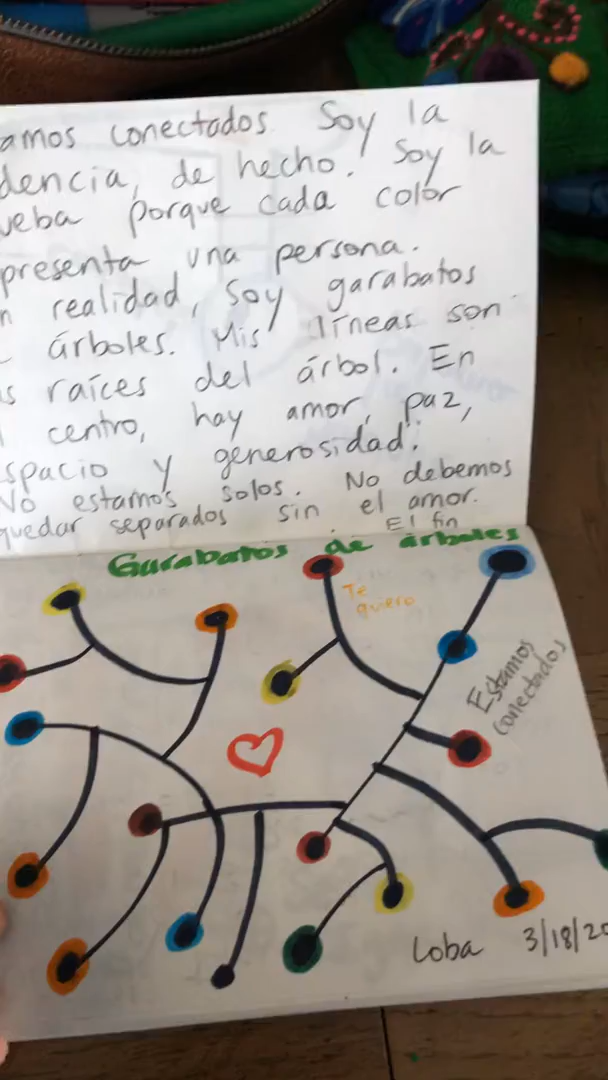 amos conectados. Soy la
dencia, de hecho. Soy la
ueba porque cada color
presenta una persona.
n realidad, soy garabatos
árboles. Mis líneas son
s raíces del árbol. En
l centro, hay amor, paz,
spacio y generosidad.
No estamos solos. No debemos
quedar separados sin el amor.
El fin
Garabatos de árboles
Te
quiero
Estamos
conectados
Loba 3/18/20